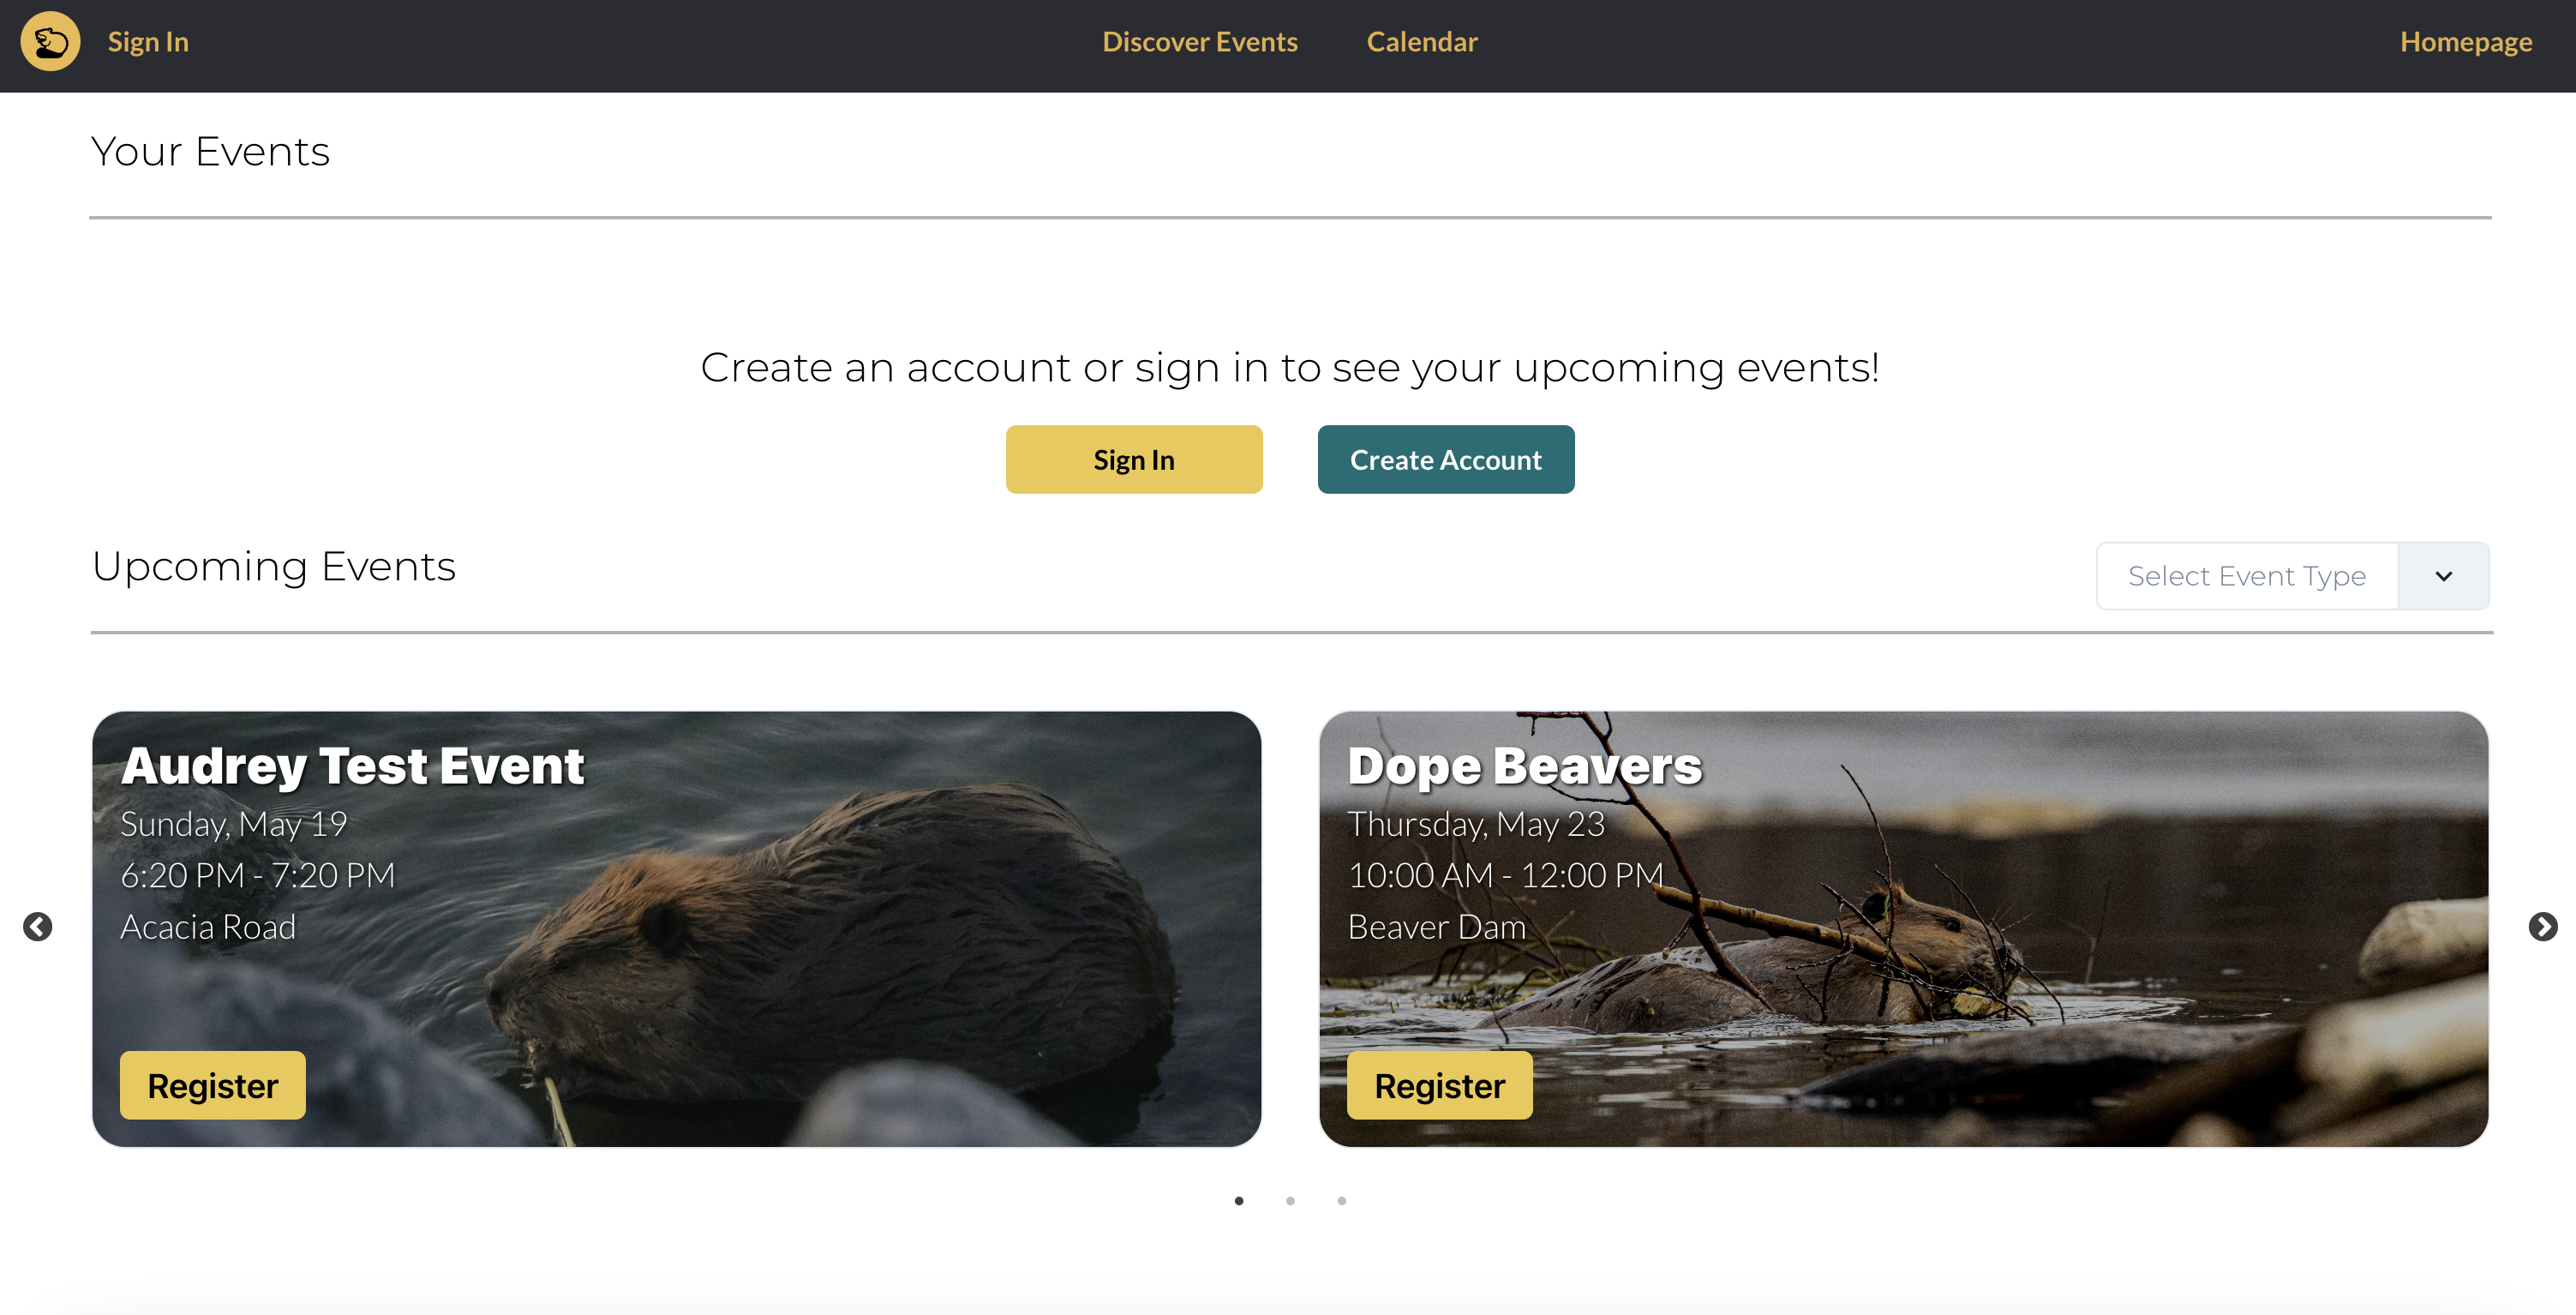 Sign In
Discover Events
Calendar
Homepage
Your Events
Create an account or sign in to see your upcoming events!
Sign In
Create Account
Upcoming Events
Select Event Type
Audrey Test Event
Sunday, May 19
6:20 PM - 7:20 PM
Acacia Road
Register
Dope Beavers
Thursday, May 23
10:00 AM - 12:00 PM
Beaver Dam
Register